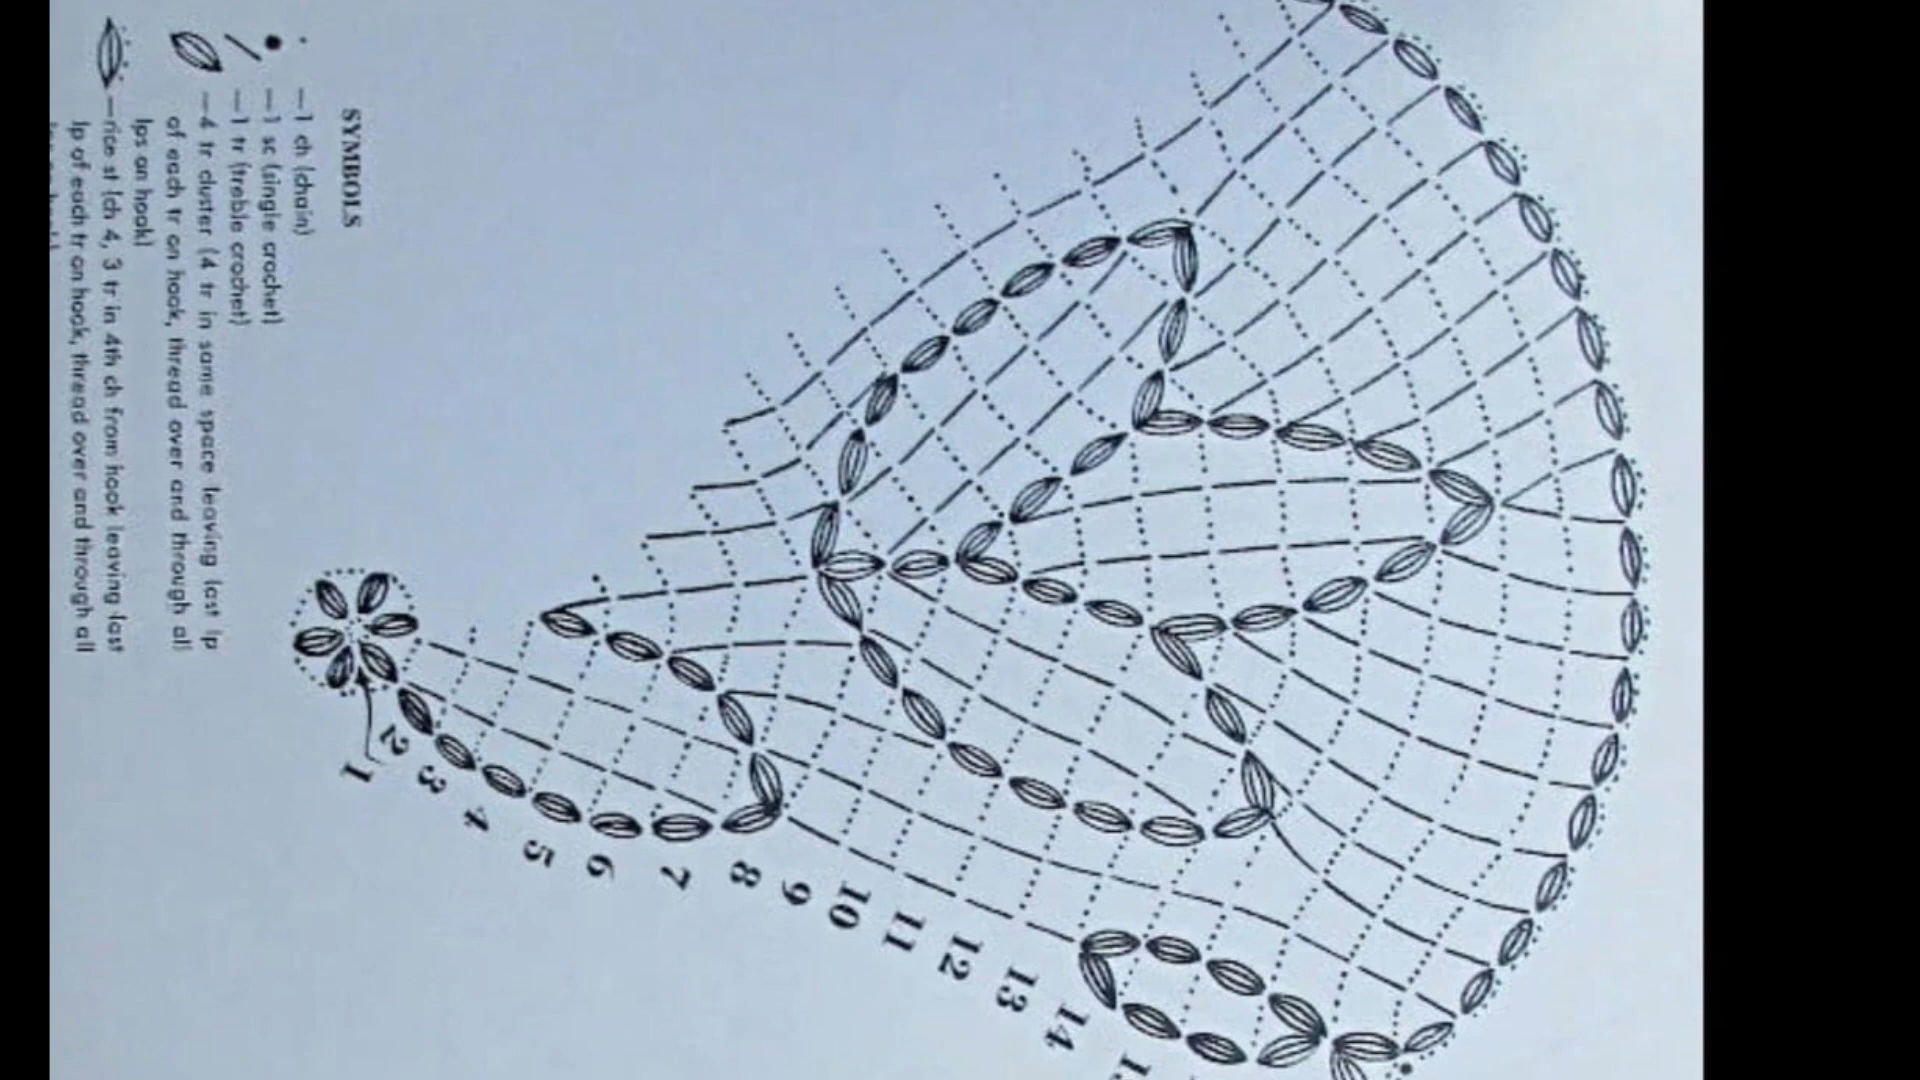 SYMBOLS
—1 ch (chain)
—1 sc (single crochet)
—1 tr (treble crochet)
—4 tr cluster (4 tr in same space leaving last lp
of each tr on hook, thread over and through all
lps on hook)
—rice st (ch 4, 3 tr in 4th ch from hook leaving last
lp of each tr on hook, thread over and through all
1
2
3
4
5
6
7
8
9
10
11
12
13
14